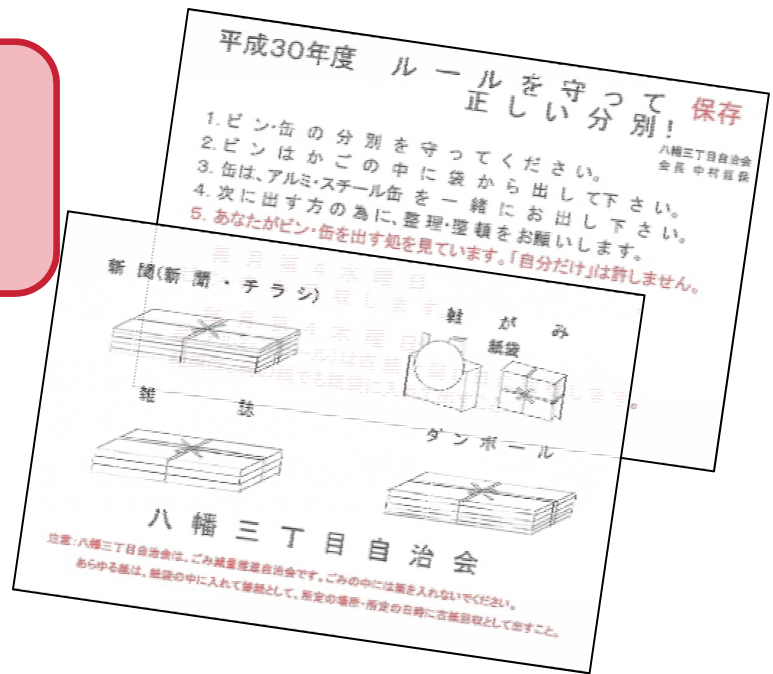 平成30年度 ルールを守って
正しい分別!
保存
八幡三丁目自治会
会長 中村
1. ビン・缶の分別を守ってください。
2. ビンはかごの中に袋から出して下さい。
3. 缶は、アルミ・スチール缶を一緒にお出し下さい。
4. 次に出す方の為に、整理・整頓をお願いします。
5. あなたがビン・缶を出す処を見ています。「自分だけ」は許しません。
新聞(新聞・チラシ)
雑がみ
紙袋
雑誌
ダンボール
八幡三丁目自治会
注意:八幡三丁目自治会は、ごみ減量推進自治会です。ごみの中には紙を入れないでください。
あらゆる紙は、紙袋の中に入れて雑紙として、所定の場所・所定の日時に古紙回収として出すこと。